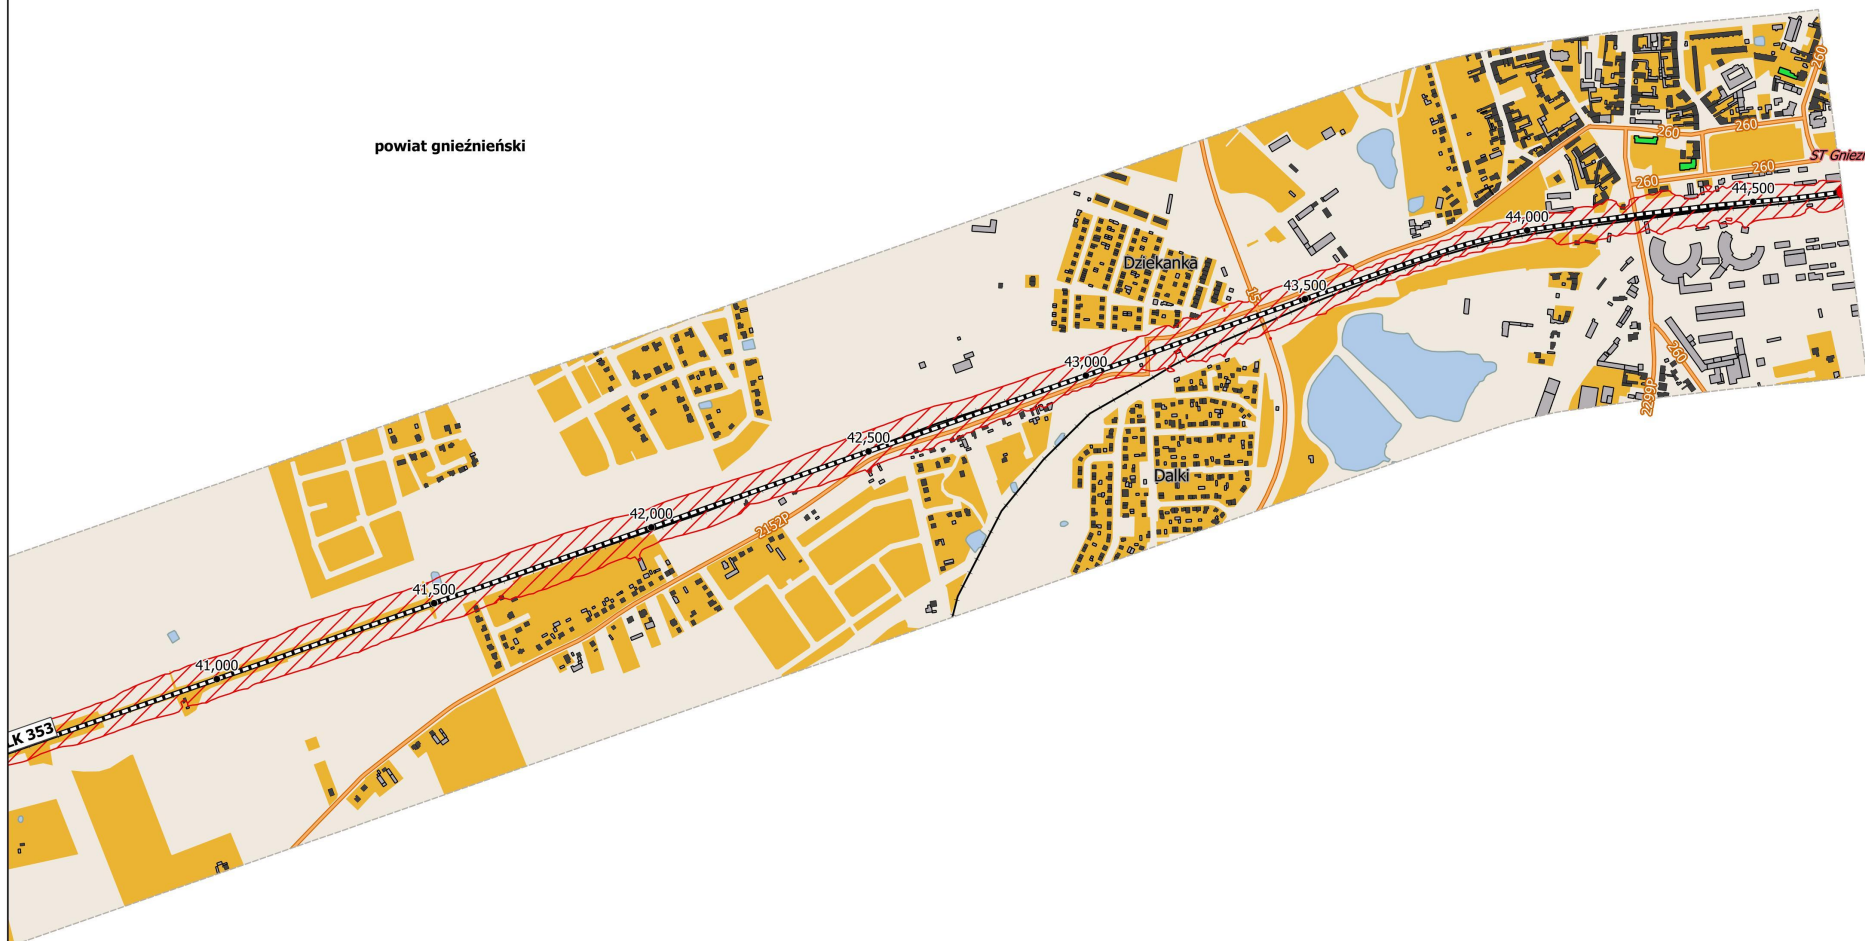 260
powiat gnieźnieński
260
260
ST Gniezn
260
260
44,500
44,000
Dziekanka
43,500
15
260
43,000
2299P
42,500
Dalki
42,000
2152P
41,500
41,000
LK 353